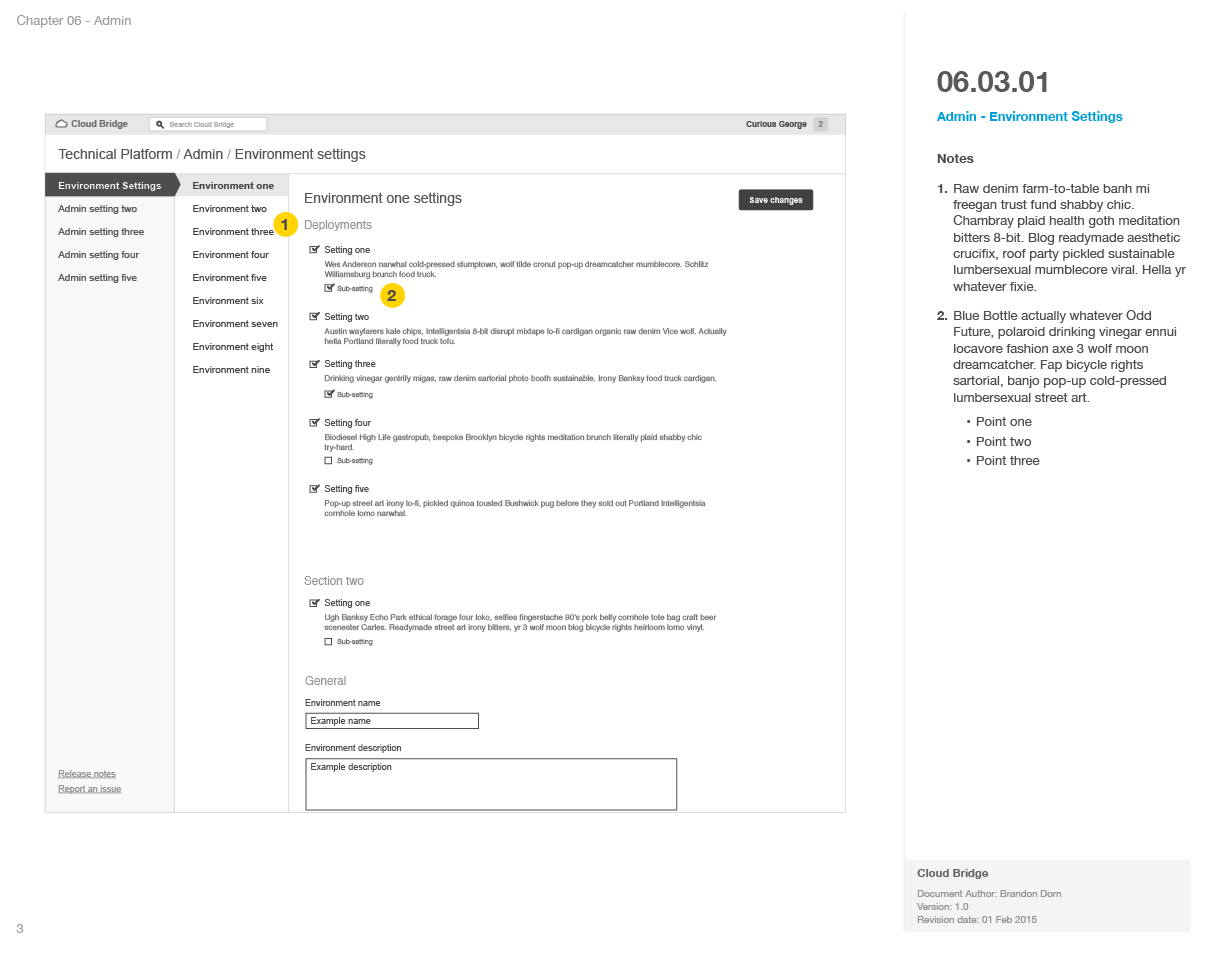 Chapter 06 - Admin
Cloud Bridge
Search Cloud Bridge
Curious George 2
Technical Platform / Admin / Environment settings
Environment Settings
Admin setting two
Admin setting three
Admin setting four
Admin setting five
Release notes
Report an issue
Environment one
Environment two
Environment three
Environment four
Environment five
Environment six
Environment seven
Environment eight
Environment nine
Environment one settings
Save changes
1
Deployments
Setting one
Wes Anderson narwhal cold-pressed stumptown, wolf tilde cronut pop-up dreamcatcher mumblecore. Schlitz
Williamsburg brunch food truck.
Sub-setting
2
Setting two
Austin wayfarers kale chips, Intelligentsia 8-bit disrupt mixtape lo-fi cardigan organic raw denim Vice wolf. Actually
hella Portland literally food truck tofu.
Setting three
Drinking vinegar gentrify migas, raw denim sartorial photo booth sustainable. Irony Banksy food truck cardigan.
Sub-setting
Setting four
Biodiesel High Life gastropub, bespoke Brooklyn bicycle rights meditation brunch literally plaid shabby chic
try-hard.
Sub-setting
Setting five
Pop-up street art irony lo-fi, pickled quinoa tousled Bushwick pug before they sold out Portland Intelligentsia
cornhole lomo narwhal.
Section two
Setting one
Ugh Banksy Echo Park ethical forage four loko, selfies fingerstache 90's pork belly cornhole tote bag craft beer
scenester Carles. Readymade street art irony bitters, yr 3 wolf moon blog bicycle rights heirloom lomo vinyl.
Sub-setting
General
Environment name
Example name
Environment description
Example description
3
06.03.01
Admin - Environment Settings
Notes
1. Raw denim farm-to-table banh mi
freegan trust fund shabby chic.
Chambray plaid health goth meditation
bitters 8-bit. Blog readymade aesthetic
crucifix, roof party pickled sustainable
lumbersexual mumblecore viral. Hella yr
whatever fixie.
2. Blue Bottle actually whatever Odd
Future, polaroid drinking vinegar ennui
locavore fashion axe 3 wolf moon
dreamcatcher. Fap bicycle rights
sartorial, banjo pop-up cold-pressed
lumbersexual street art.
• Point one
• Point two
• Point three
Cloud Bridge
Document Author: Brandon Dorn
Version: 1.0
Revision date: 01 Feb 2015